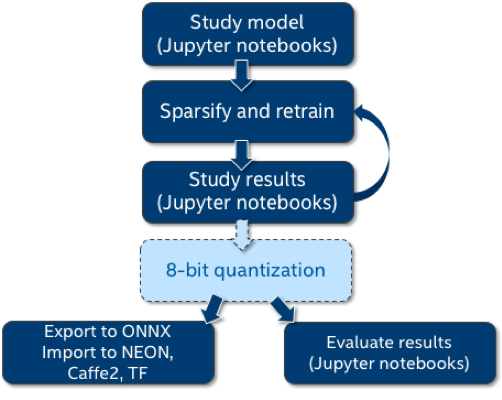 Study model
(Jupyter notebooks)
Sparsify and retrain
Study results
(Jupyter notebooks)
8-bit quantization
Export to ONNX
Import to NEON,
Caffe2, TF
Evaluate results
(Jupyter notebooks)